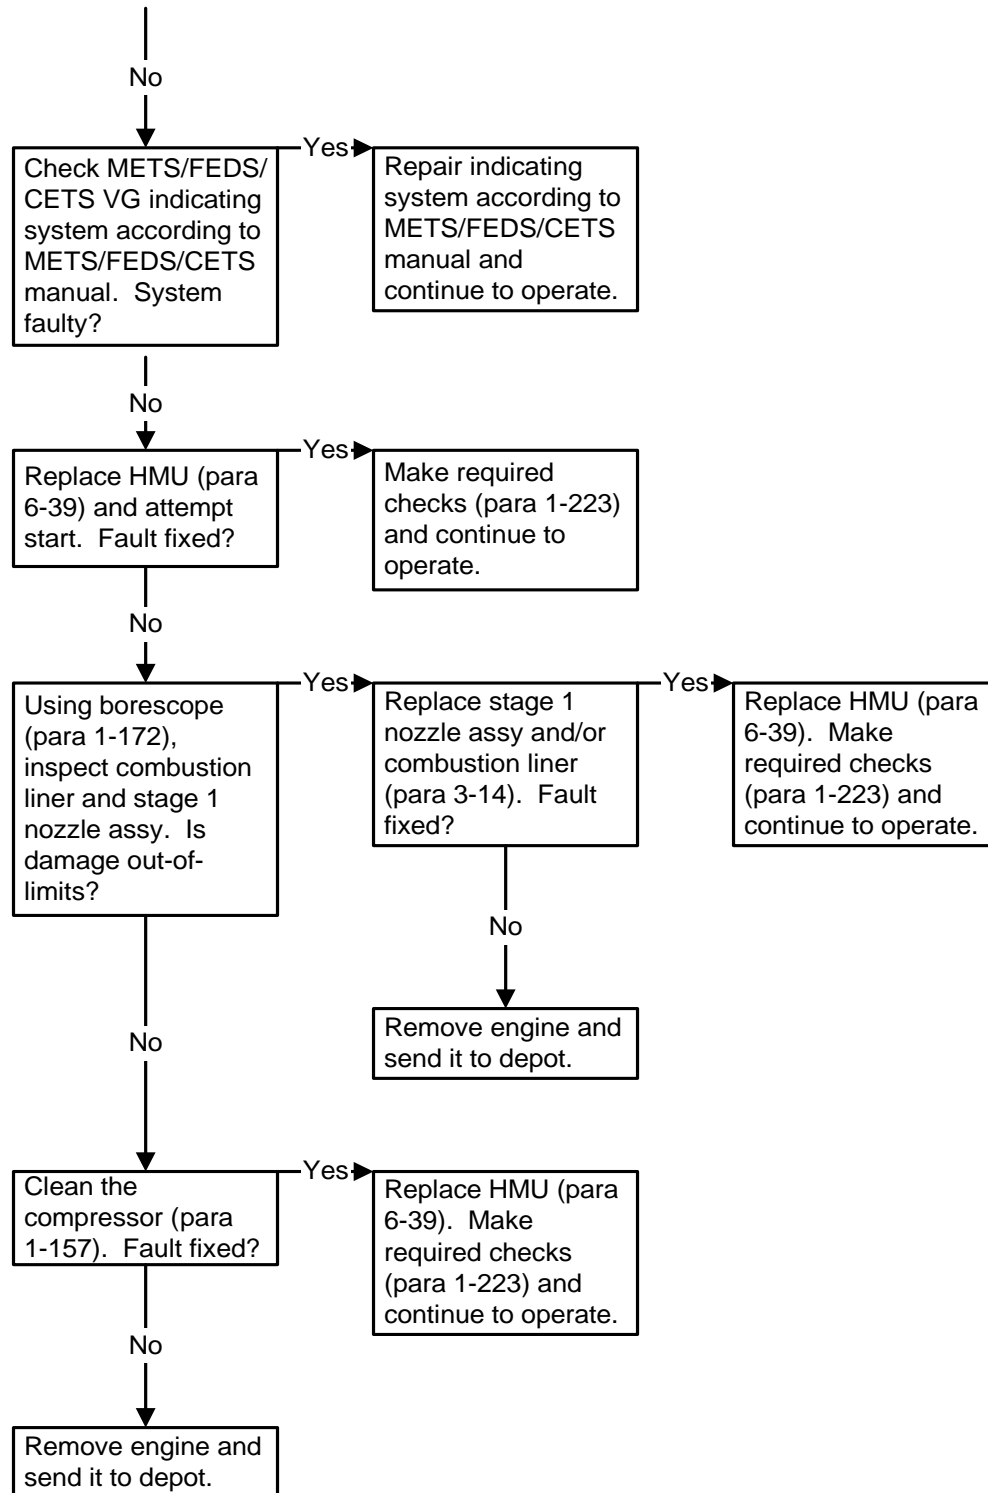 No
Check METS/FEDS/
CETS VG indicating
system according to
METS/FEDS/CETS
manual.  System
faulty?
Yes
Repair indicating
system according to
METS/FEDS/CETS
manual and
continue to operate.
No
Replace HMU (para
6-39) and attempt
start.  Fault fixed?
Yes
Make required
checks (para 1-223)
and continue to
operate.
No
Using borescope
(para 1-172),
inspect combustion
liner and stage 1
nozzle assy.  Is
damage out-of-
limits?
Yes
Replace stage 1
nozzle assy and/or
combustion liner
(para 3-14).  Fault
fixed?
Yes
Replace HMU (para
6-39).  Make
required checks
(para 1-223) and
continue to operate.
No
Remove engine and
send it to depot.
No
Clean the
compressor (para
1-157).  Fault fixed?
Yes
Replace HMU (para
6-39).  Make
required checks
(para 1-223) and
continue to operate.
No
Remove engine and
send it to depot.